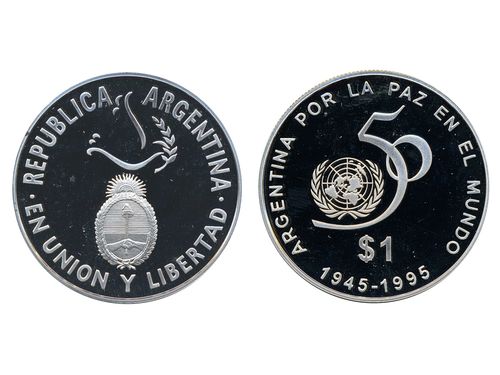 REPUBLICA ARGENTINA
· EN UNION Y LIBERTAD ·
ARGENTINA POR LA PAZ EN EL MUNDO
50
$1
1945-1995